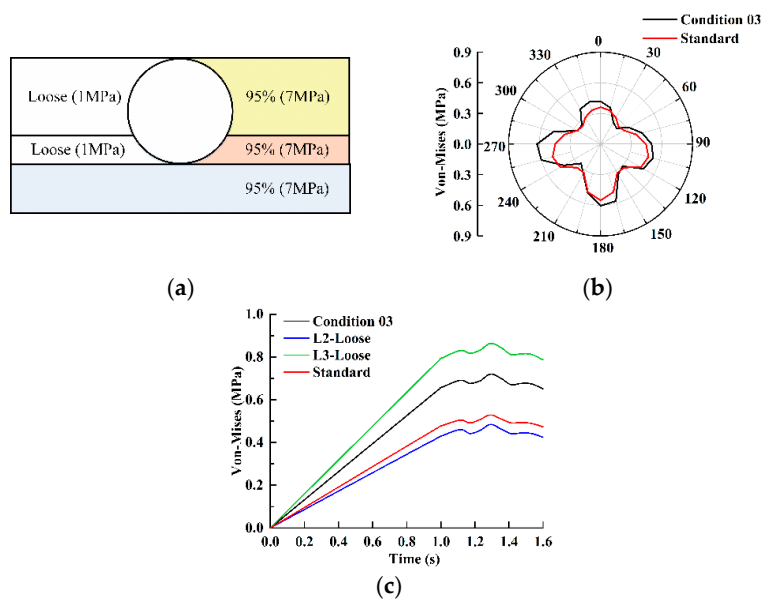 Loose (1MPa)
95% (7MPa)
Loose (1MPa)
95% (7MPa)
95% (7MPa)
(a)
Condition 03
Standard
Von-Mises (MPa)
0.9
0.6
0.3
0.0
0.3
0.6
0.9
0
30
60
90
120
150
180
210
240
270
300
330
(b)
Condition 03
L2-Loose
L3-Loose
Standard
Von-Mises (MPa)
1.0
0.8
0.6
0.4
0.2
0.0
0.0 0.2 0.4 0.6 0.8 1.0 1.2 1.4 1.6
Time (s)
(c)